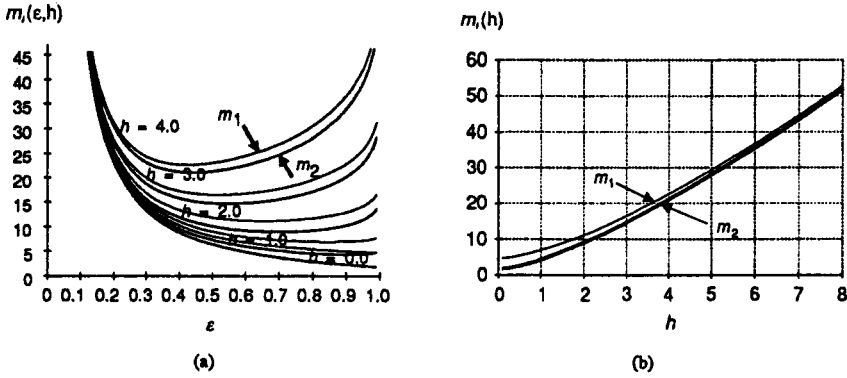 m,(ε,h)
45
40
35
30
25
20
15
10
5
0
h = 4.0
m1
m2
h = 3.0
h = 2.0
h = 1.0
h = 0.0
0 0.1 0.2 0.3 0.4 0.5 0.6 0.7 0.8 0.9 1.0
ε
(a)
m,(h)
60
50
40
30
20
10
0
m1
m2
0 1 2 3 4 5 6 7 8
h
(b)